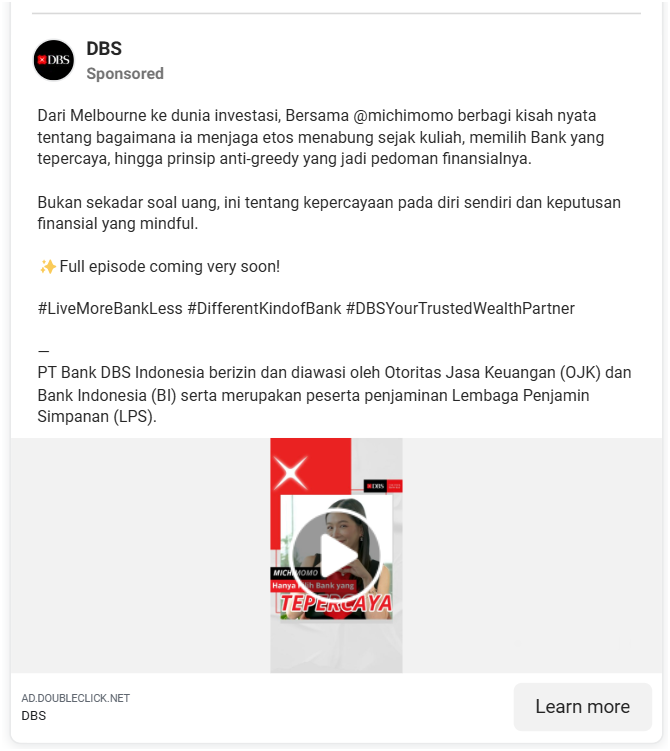 DBS
DBS
Sponsored
Dari Melbourne ke dunia investasi, Bersama @michimomo berbagi kisah nyata
tentang bagaimana ia menjaga etos menabung sejak kuliah, memilih Bank yang
tepercaya, hingga prinsip anti-greedy yang jadi pedoman finansialnya.
Bukan sekadar soal uang, ini tentang kepercayaan pada diri sendiri dan keputusan
finansial yang mindful.
✨Full episode coming very soon!
#LiveMoreBankLess #DifferentKindofBank #DBSYourTrustedWealthPartner
—
PT Bank DBS Indonesia berizin dan diawasi oleh Otoritas Jasa Keuangan (OJK) dan
Bank Indonesia (BI) serta merupakan peserta penjaminan Lembaga Penjamin
Simpanan (LPS).
DBS
MICHIMOMO
Hanya Pilih Bank yang
TEPERCAYA
AD.DOUBLECLICK.NET
DBS
Learn more